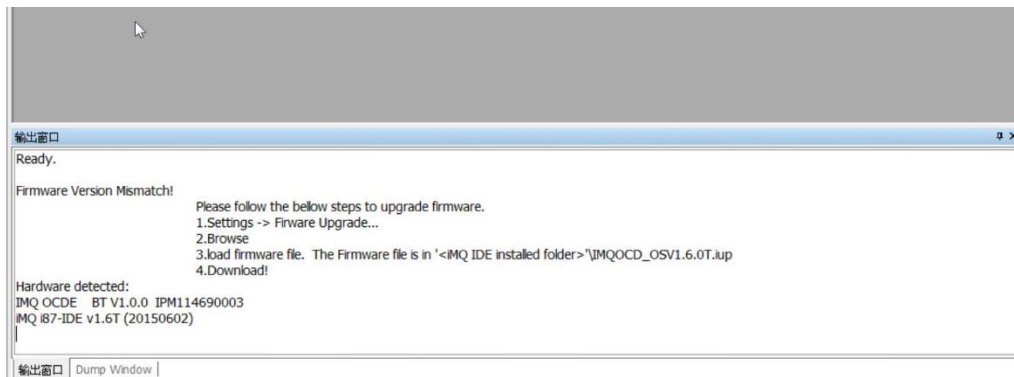 输出窗口
Ready.
Firmware Version Mismatch!
Please follow the bellow steps to upgrade firmware.
1.Settings -> Firware Upgrade...
2.Browse
3.load firmware file. The Firmware file is in '<iMQ IDE installed folder>'\IMQOCD_OSV1.6.0T.iup
4.Download!
Hardware detected:
IMQ OCDE BT V1.0.0 IPM114690003
iMQ i87-IDE v1.6T (20150602)
输出窗口 Dump Window